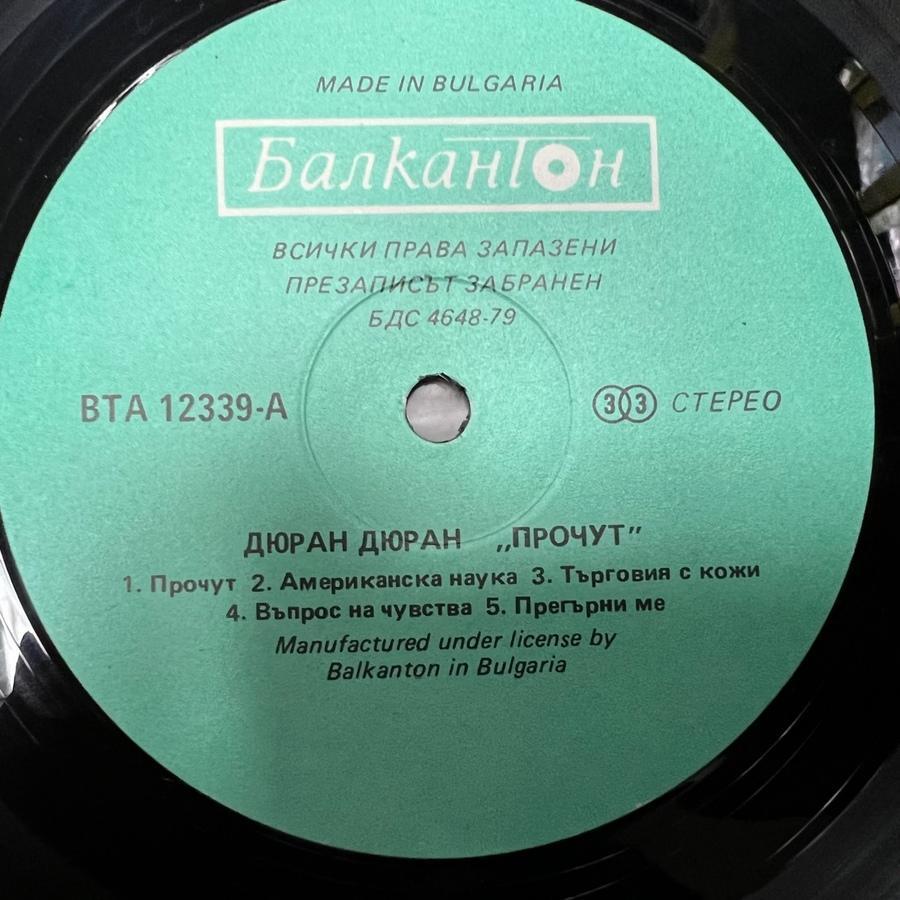 MADE IN BULGARIA
Балкантон
ВСИЧКИ ПРАВА ЗАПАЗЕНИ
ПРЕЗАПИСЪТ ЗАБРАНЕН
БДС 4648-79
ВТА 12339-А
33 СТЕРЕО
ДЮРАН ДЮРАН „ПРОЧУТ”
1. Прочут 2. Американска наука 3. Търговия с кожи
4. Въпрос на чувства 5. Прегърни ме
Manufactured under license by
Balkanton in Bulgaria